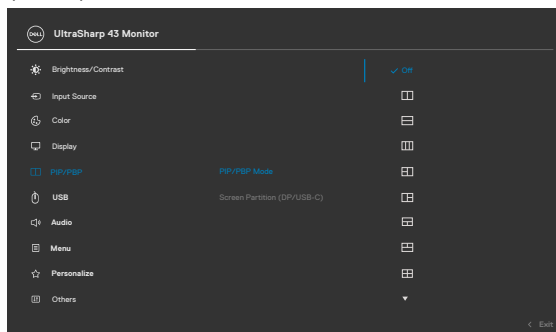 DELL UltraSharp 43 Monitor
Brightness/Contrast ✓ Off
Input Source
Color
Display
PIP/PBP PIP/PBP Mode
USB Screen Partition (DP/USB-C)
Audio
Menu
Personalize
Others
< Exit